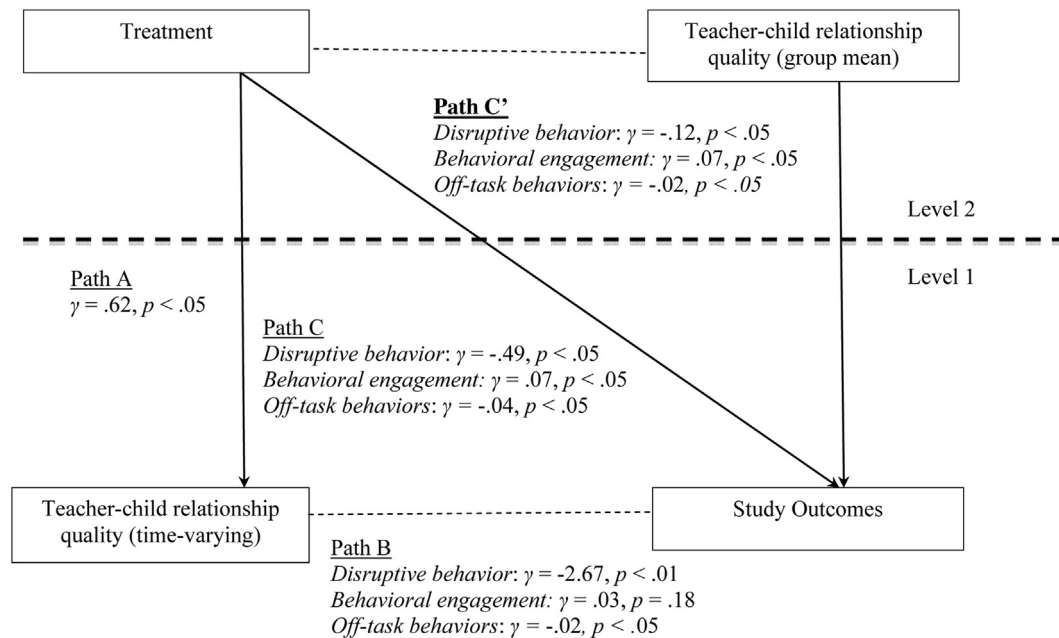 Treatment
Teacher-child relationship
quality (group mean)
Path C’
Disruptive behavior: γ = -.12, p < .05
Behavioral engagement: γ = .07, p < .05
Off-task behaviors: γ = -.02, p < .05
Level 2
Level 1
Path A
γ = .62, p < .05
Path C
Disruptive behavior: γ = -.49, p < .05
Behavioral engagement: γ = .07, p < .05
Off-task behaviors: γ = -.04, p < .05
Teacher-child relationship
quality (time-varying)
Study Outcomes
Path B
Disruptive behavior: γ = -2.67, p < .01
Behavioral engagement: γ = .03, p = .18
Off-task behaviors: γ = -.02, p < .05